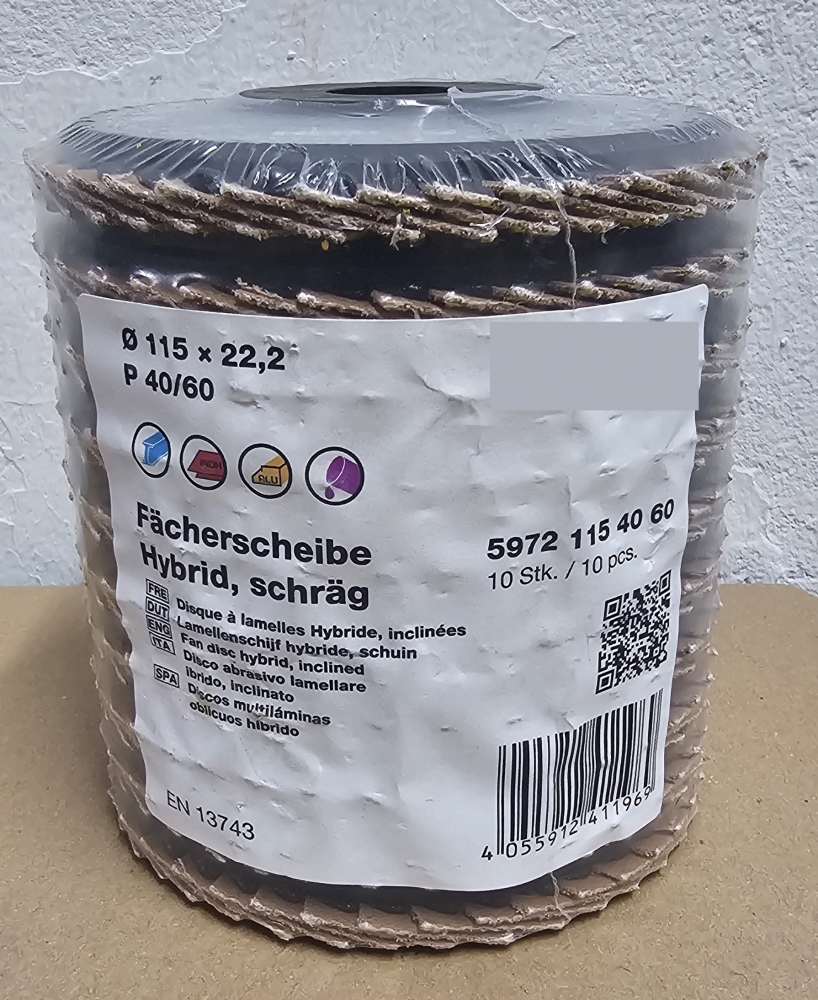 Ø 115 × 22,2
P 40/60
INOX
ALU
Fächerscheibe
Hybrid, schräg
5972 115 40 60
10 Stk. / 10 pcs.
FRE Disque à lamelles Hybride, inclinées
DUT Lamellenschijf hybride, schuin
ENG Fan disc hybrid, inclined
ITA Disco abrasivo lamellare
ibrido, inclinato
SPA Discos multiláminas
oblicuos híbrido
EN 13743
4 055912 411969